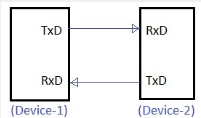 TxD RxD
RxD TxD
(Device-1) (Device-2)